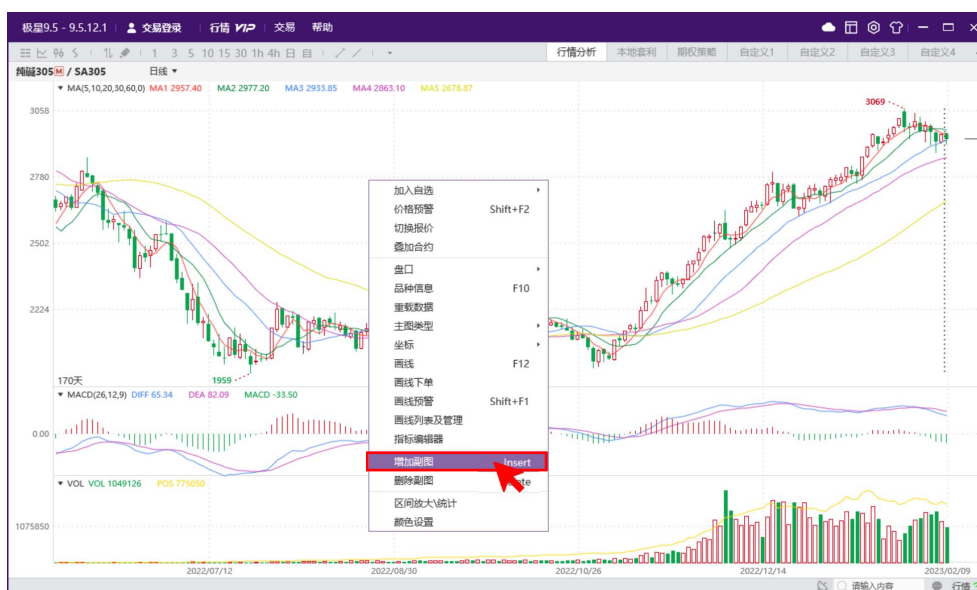 极星9.5 - 9.5.12.1 交易登录 行情 VIP 交易 帮助
1 3 5 10 15 30 1h 4h 日 自
行情分析 本地套利 期权策略 自定义1 自定义2 自定义3 自定义4
纯碱305 M / SA305 日线
MA(5,10,20,30,60,0) MA1 2957.40 MA2 2977.20 MA3 2933.85 MA4 2863.10 MA5 2678.87
3069
3058
2780
2502
2224
1959
170天
加入自选
价格预警 Shift+F2
切换报价
叠加合约
盘口
品种信息 F10
重载数据
主图类型
坐标
画线 F12
画线下单
画线预警 Shift+F1
画线列表及管理
指标编辑器
增加副图 Insert
删除副图
区间放大\统计
颜色设置
MACD(26,12,9) DIFF 65.34 DEA 82.09 MACD -33.50
0.00
VOL VOL 1049126 POS 775050
1075850
2022/07/12 2022/08/30 2022/10/26 2022/12/14 2023/02/09
请输入内容 行情